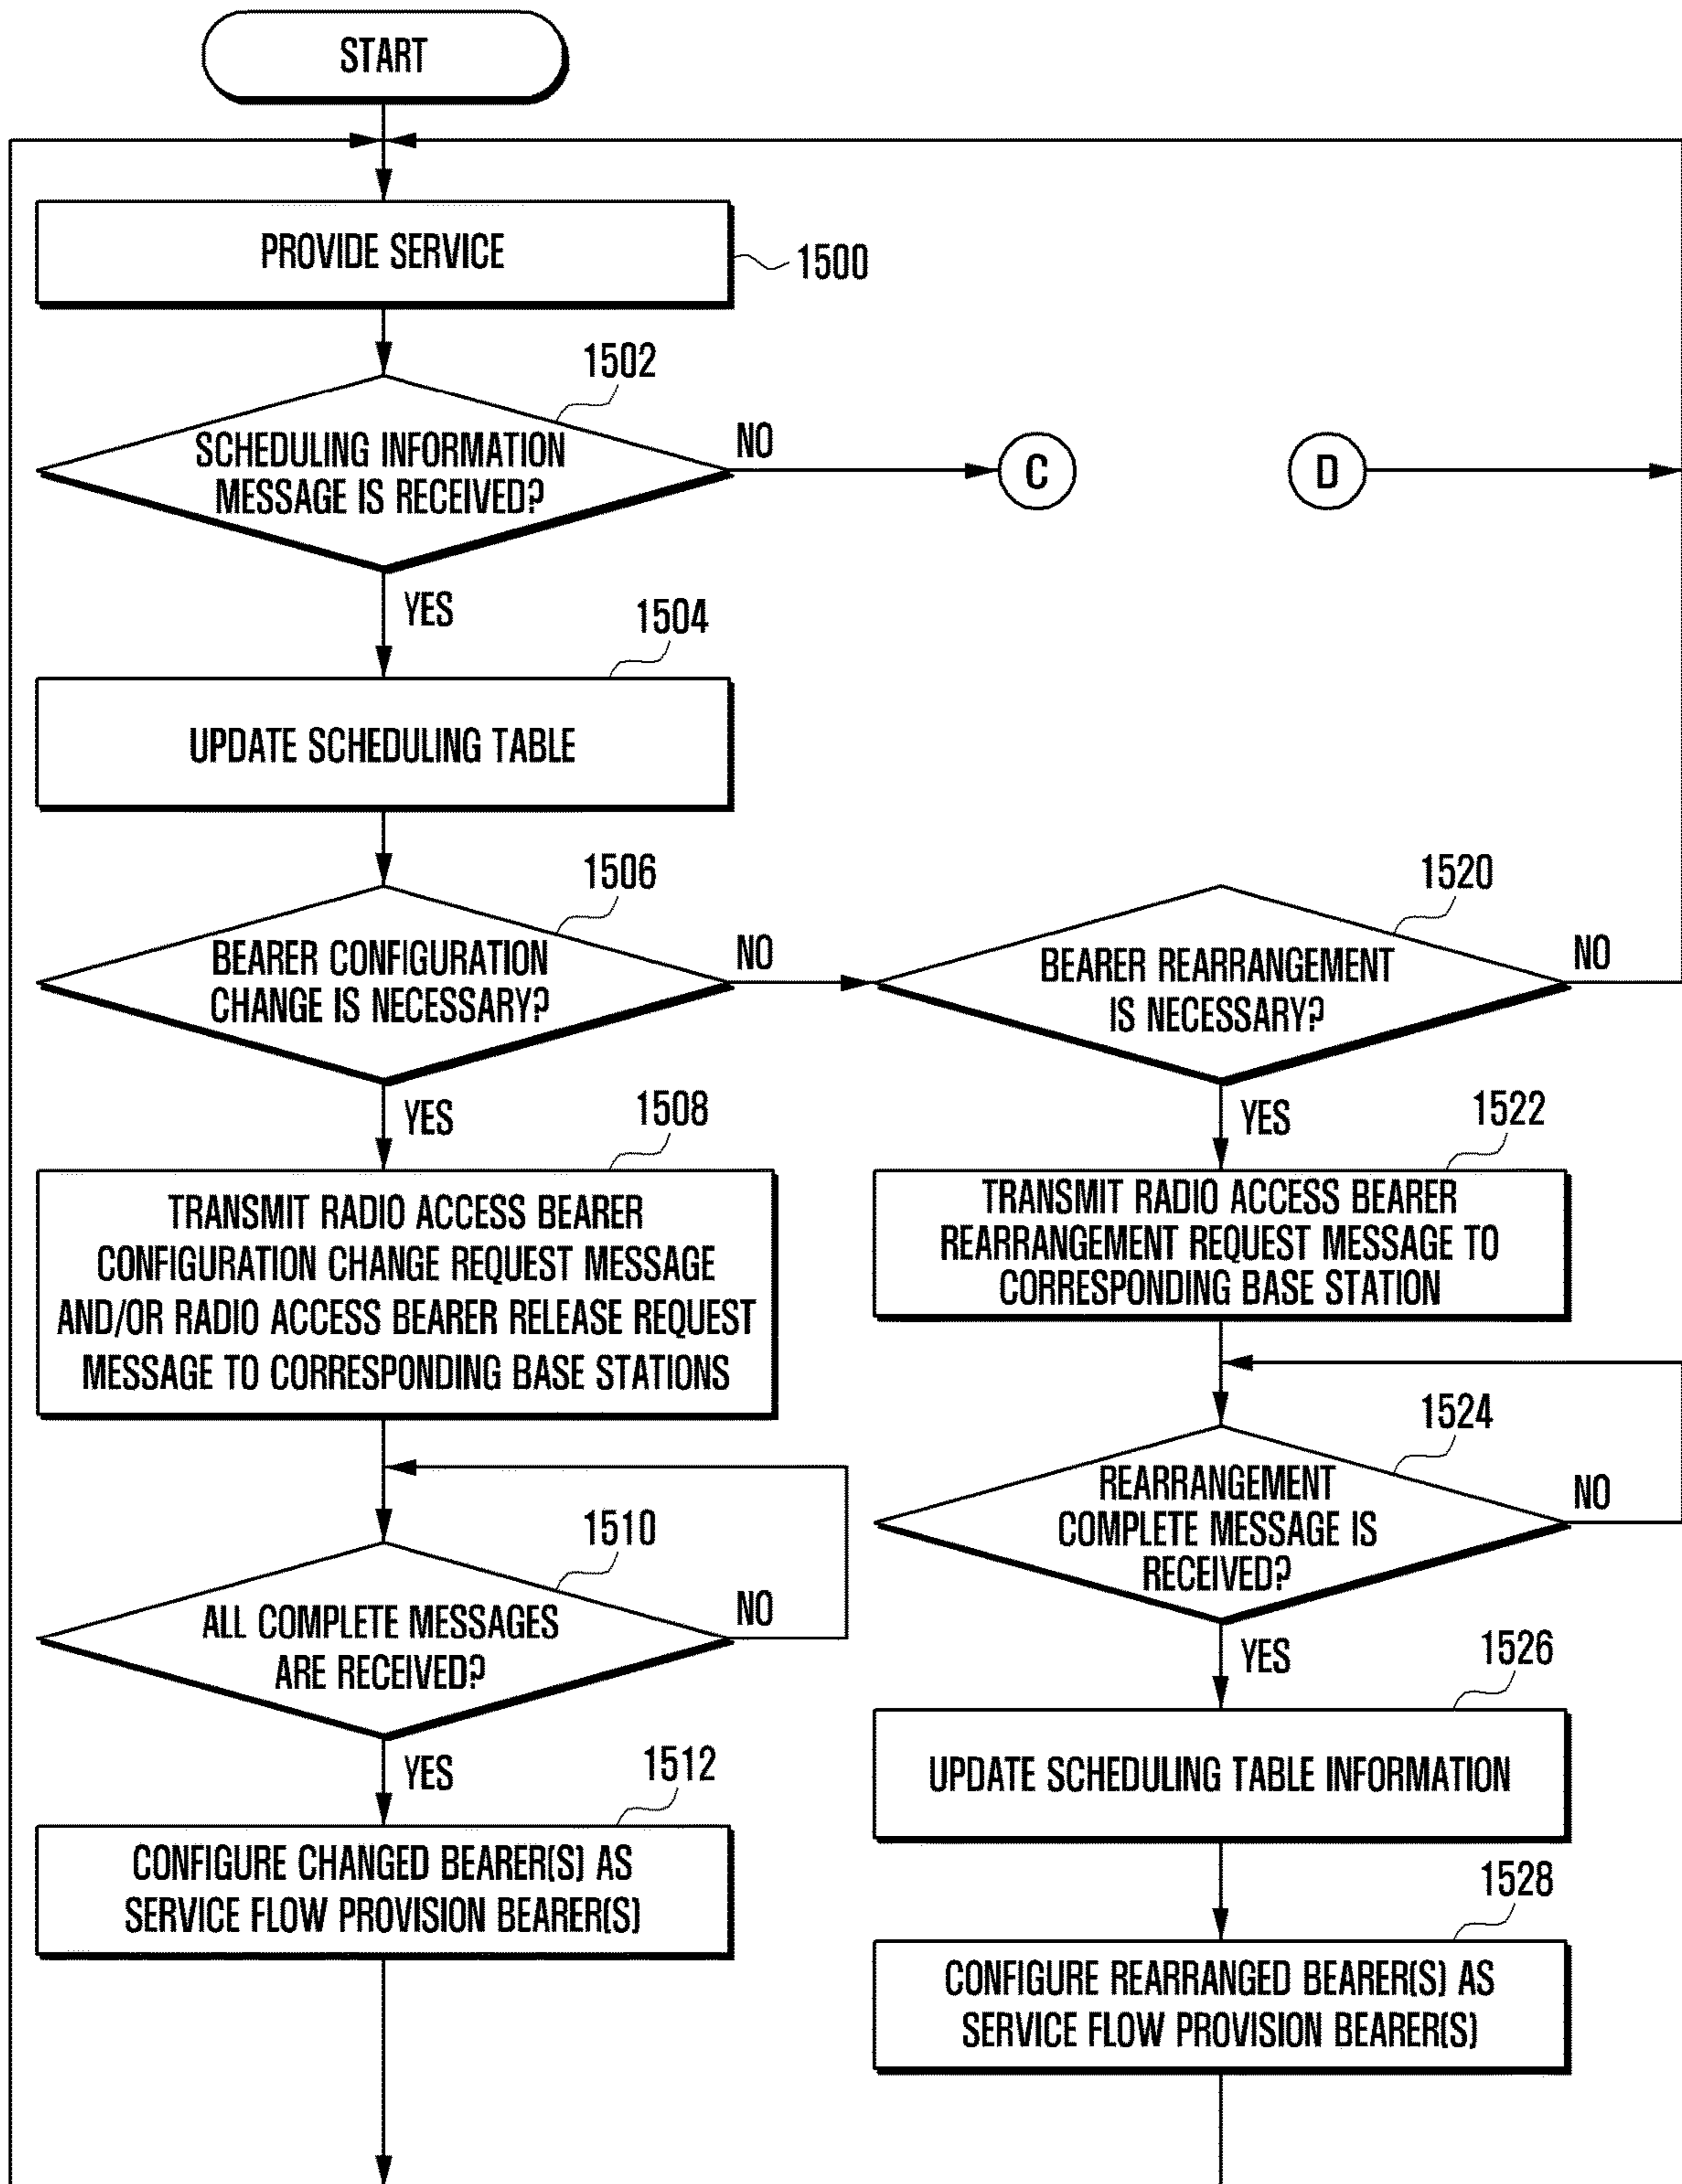 START
PROVIDE SERVICE
1500
1502
SCHEDULING INFORMATION
MESSAGE IS RECEIVED?
NO
C
D
YES
1504
UPDATE SCHEDULING TABLE
1506
BEARER CONFIGURATION
CHANGE IS NECESSARY?
NO
1520
BEARER REARRANGEMENT
IS NECESSARY?
NO
YES
1508
TRANSMIT RADIO ACCESS BEARER
CONFIGURATION CHANGE REQUEST MESSAGE
AND/OR RADIO ACCESS BEARER RELEASE REQUEST
MESSAGE TO CORRESPONDING BASE STATIONS
YES
1522
TRANSMIT RADIO ACCESS BEARER
REARRANGEMENT REQUEST MESSAGE TO
CORRESPONDING BASE STATION
1510
ALL COMPLETE MESSAGES
ARE RECEIVED?
NO
1524
REARRANGEMENT
COMPLETE MESSAGE IS
RECEIVED?
NO
YES
1512
CONFIGURE CHANGED BEARER(S) AS
SERVICE FLOW PROVISION BEARER(S)
YES
1526
UPDATE SCHEDULING TABLE INFORMATION
1528
CONFIGURE REARRANGED BEARER(S) AS
SERVICE FLOW PROVISION BEARER(S)